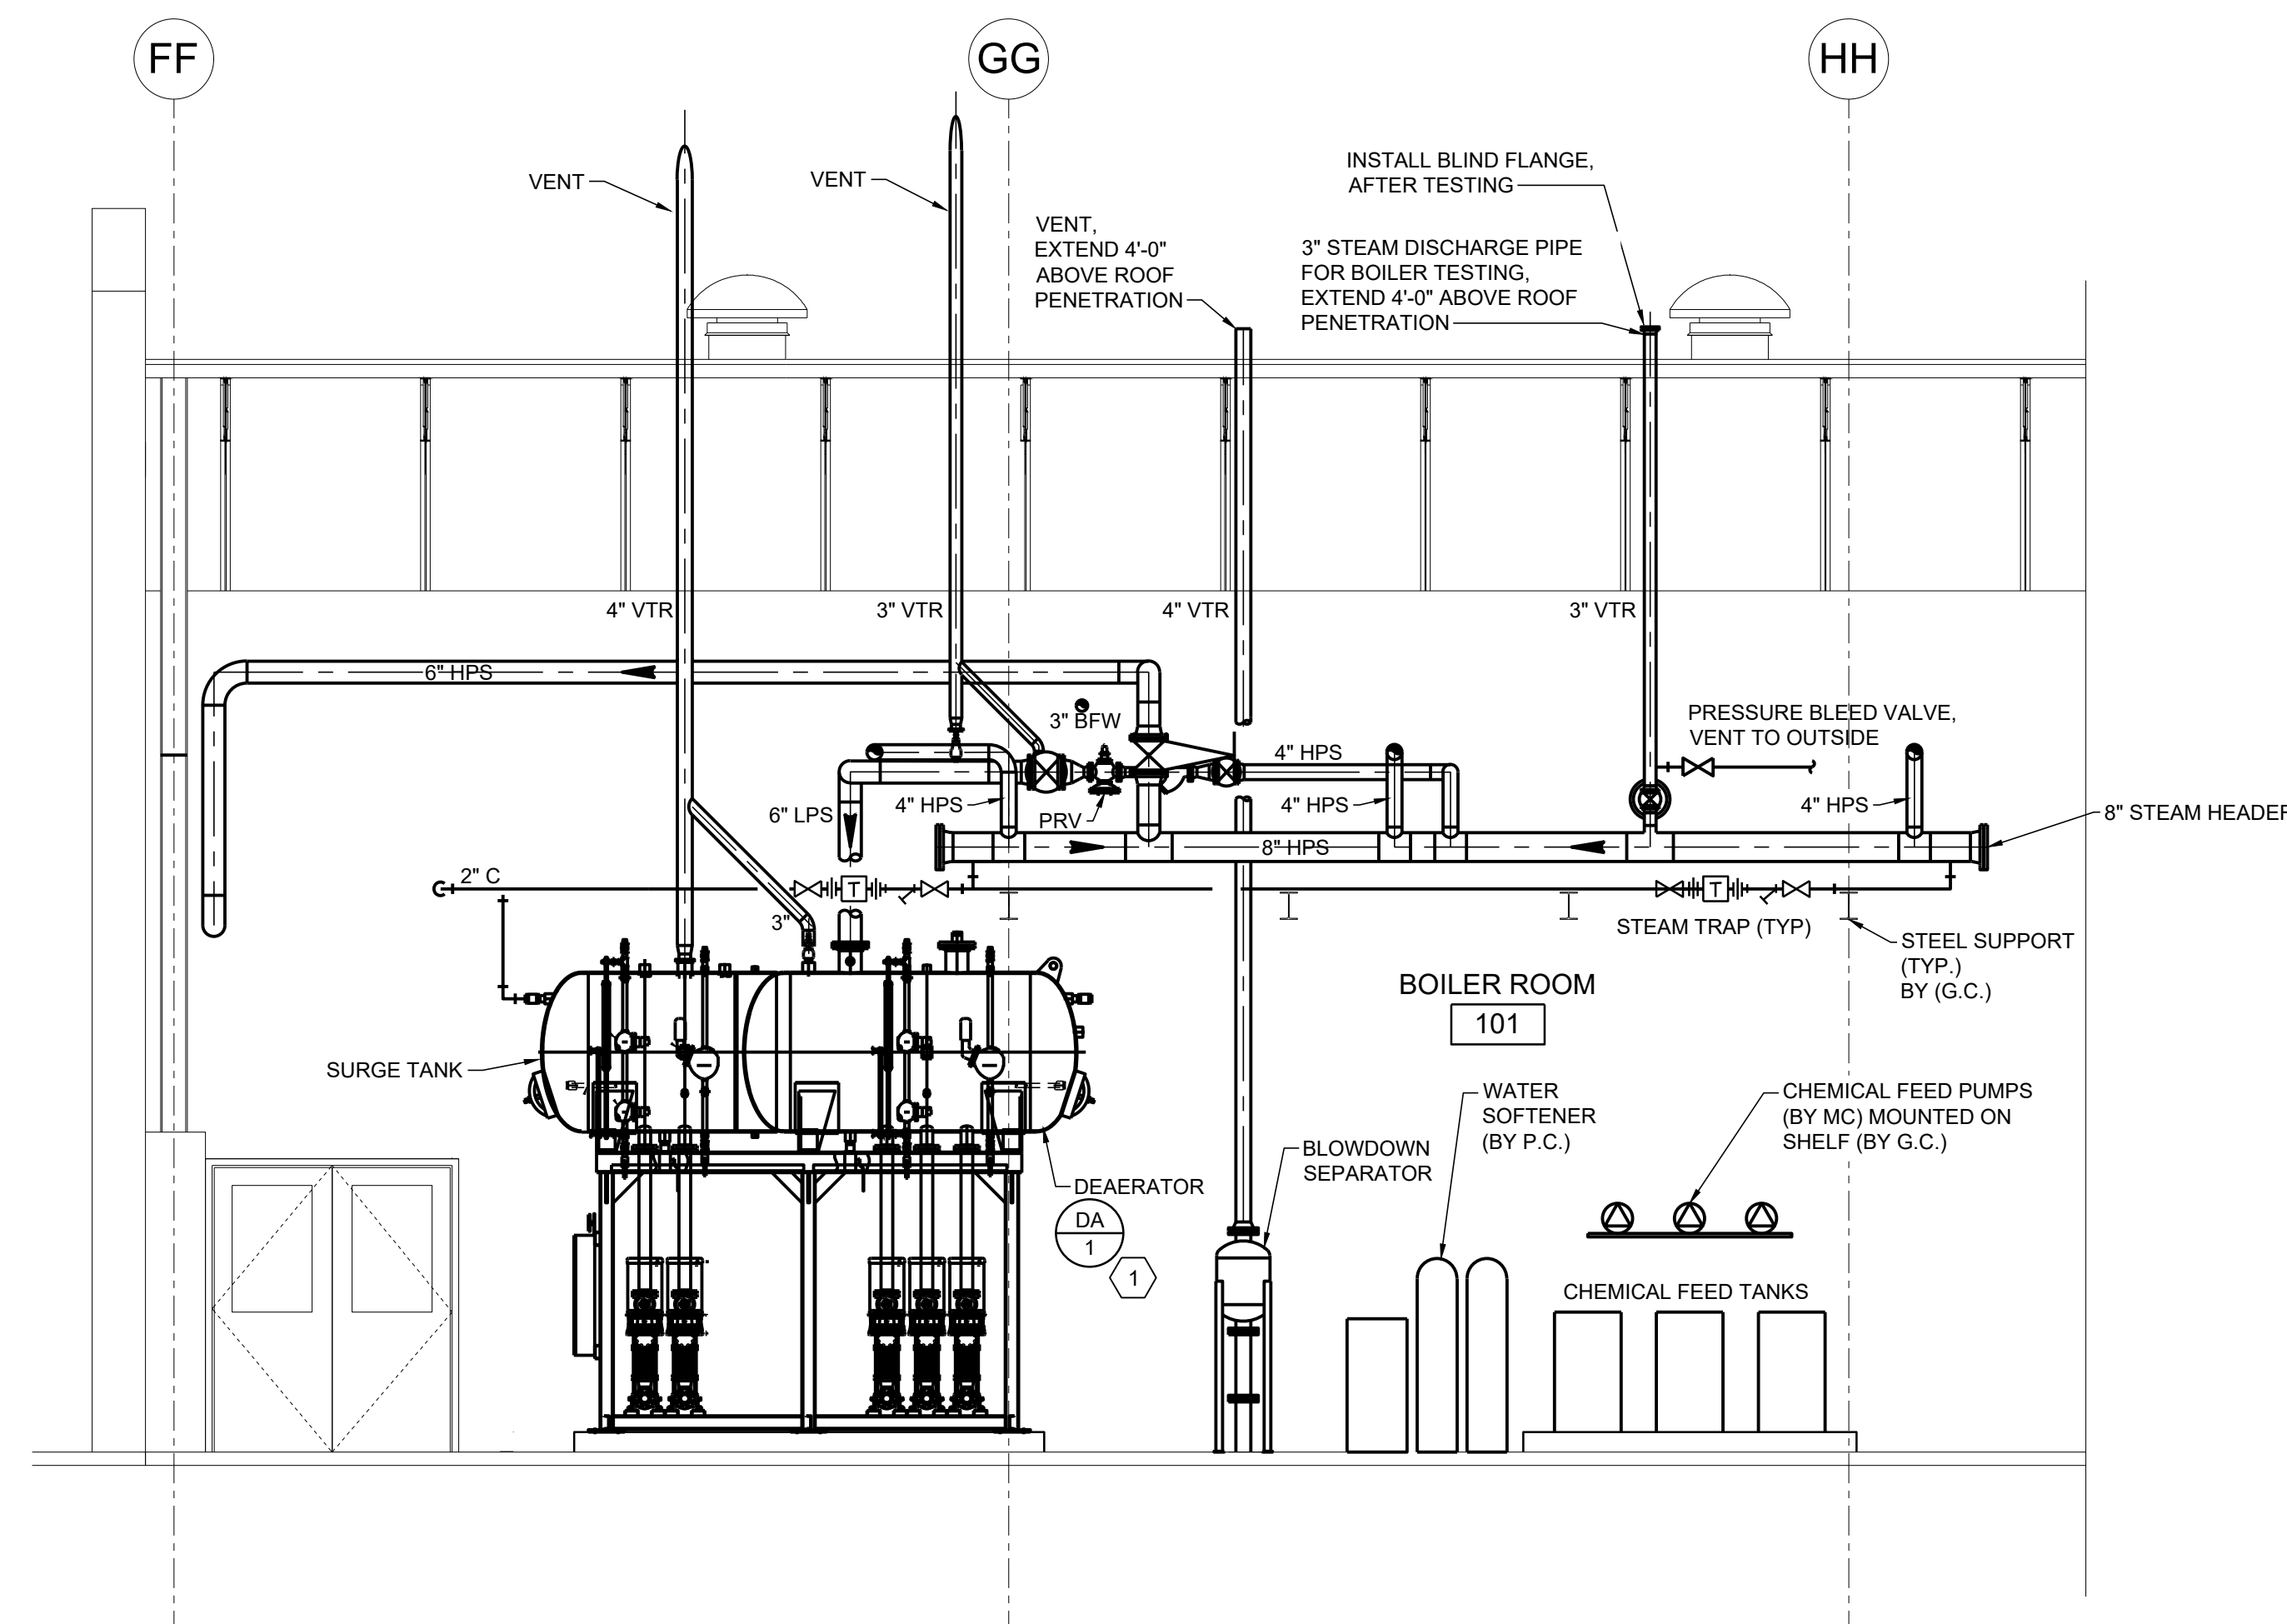 FF
GG
HH
VENT
VENT
VENT,
EXTEND 4'-0"
ABOVE ROOF
PENETRATION
INSTALL BLIND FLANGE,
AFTER TESTING
3" STEAM DISCHARGE PIPE
FOR BOILER TESTING,
EXTEND 4'-0" ABOVE ROOF
PENETRATION
4" VTR
3" VTR
4" VTR
3" VTR
6" HPS
3" BFW
PRESSURE BLEED VALVE,
VENT TO OUTSIDE
4" HPS
6" LPS
4" HPS
PRV
4" HPS
4" HPS
8" STEAM HEADER
8" HPS
2" C
T
T
3"
STEAM TRAP (TYP)
STEEL SUPPORT
(TYP.)
BY (G.C.)
BOILER ROOM
101
SURGE TANK
WATER
SOFTENER
(BY P.C.)
CHEMICAL FEED PUMPS
(BY MC) MOUNTED ON
SHELF (BY G.C.)
BLOWDOWN
SEPARATOR
DEAERATOR
DA
1
1
CHEMICAL FEED TANKS